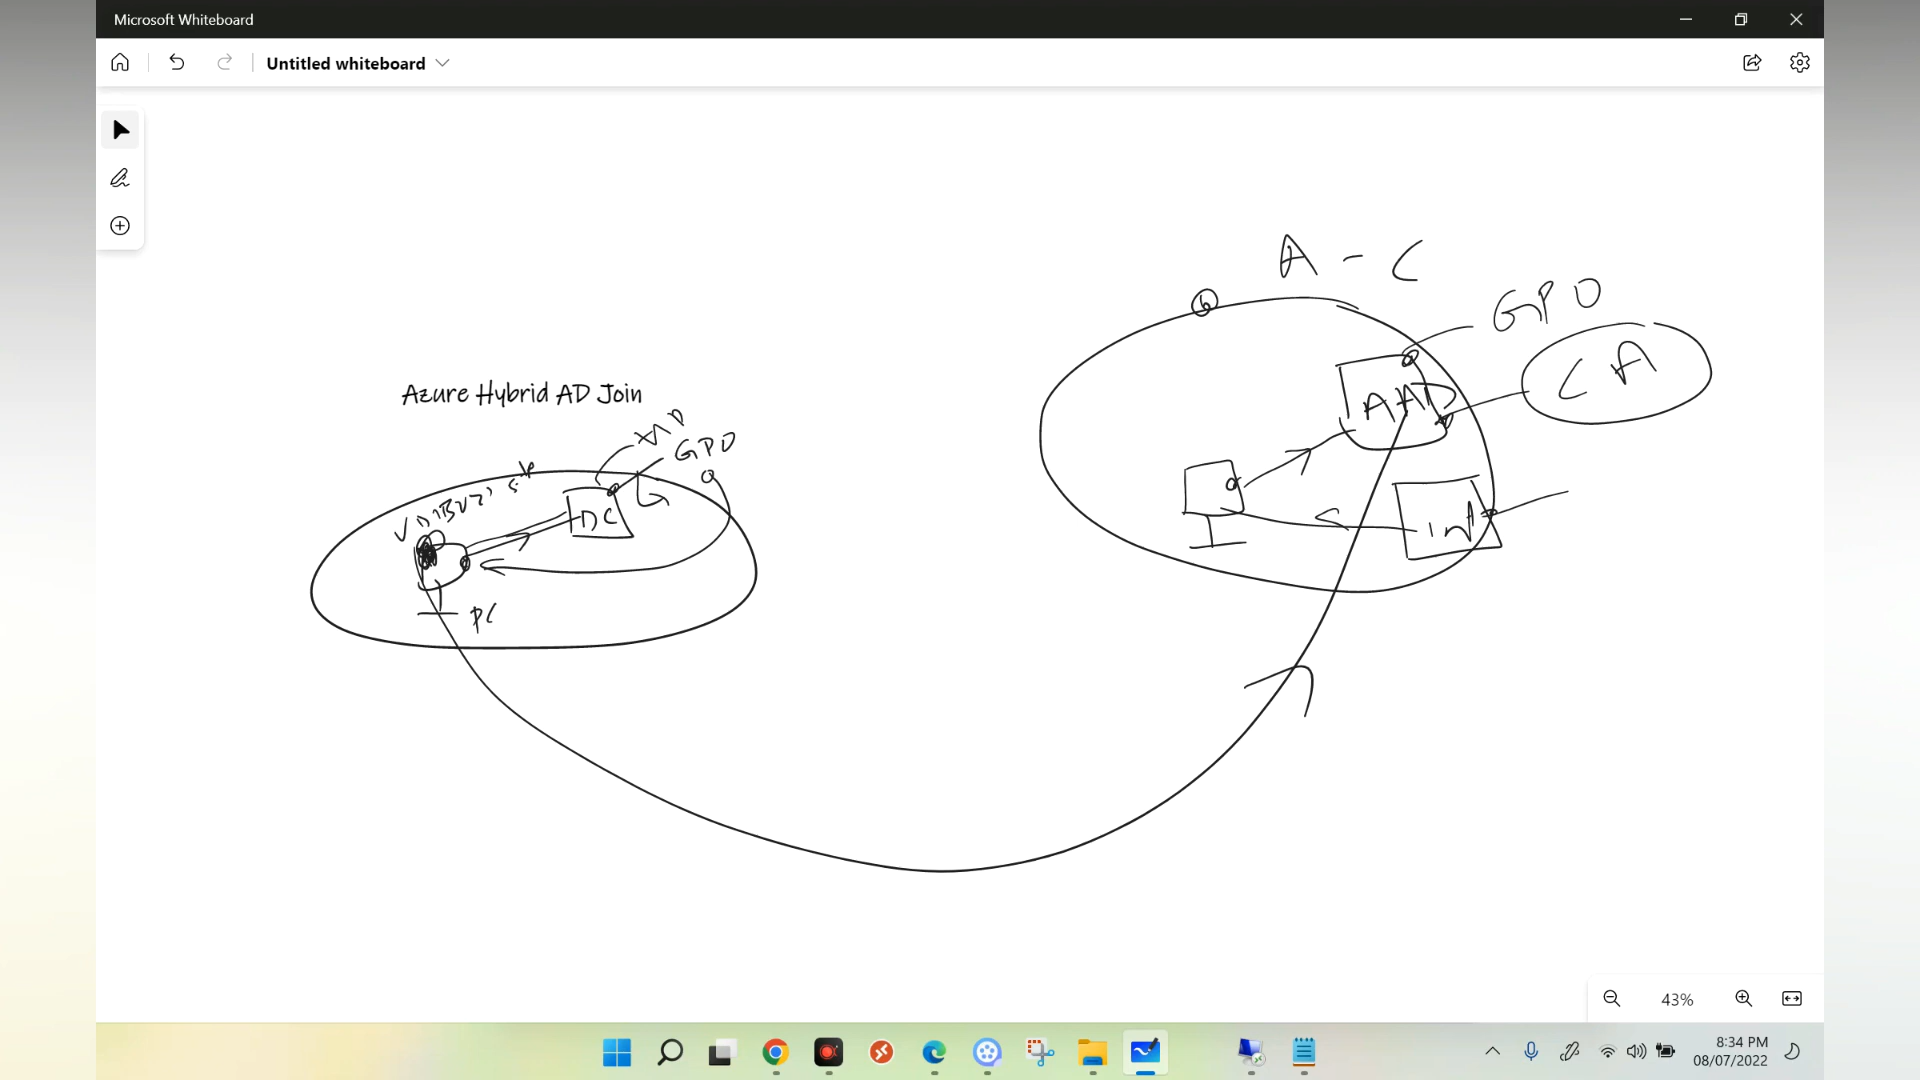 Microsoft Whiteboard
Untitled whiteboard
A - C
GPO
CA
AAD
Int
Azure Hybrid AD Join
GPO
DC
PC
43%
8:34 PM
08/07/2022